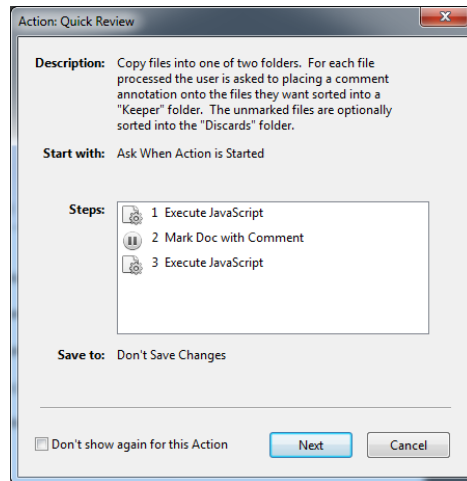 Action: Quick Review
Description: Copy files into one of two folders. For each file
processed the user is asked to placing a comment
annotation onto the files they want sorted into a
"Keeper" folder. The unmarked files are optionally
sorted into the "Discards" folder.
Start with: Ask When Action is Started
Steps: 1 Execute JavaScript
2 Mark Doc with Comment
3 Execute JavaScript
Save to: Don't Save Changes
Don't show again for this Action Next Cancel